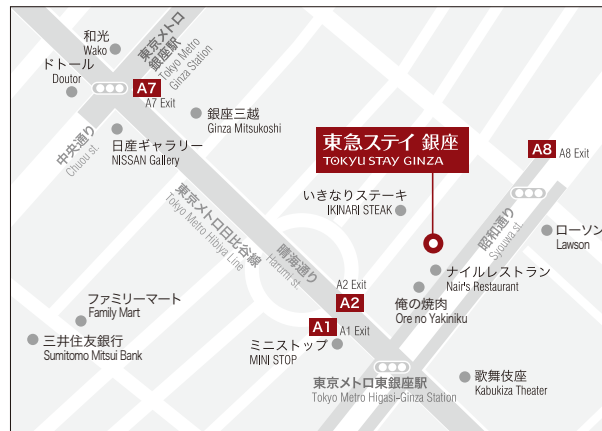 和光
Wako
ドトール
Doutor
東京メトロ
銀座駅
Tokyo Metro
Ginza Station
A7
A7 Exit
銀座三越
Ginza Mitsukoshi
中央通り
Chuou st.
日産ギャラリー
NISSAN Gallery
東急ステイ 銀座
TOKYU STAY GINZA
A8
A8 Exit
いきなりステーキ
IKINARI STEAK
東京メトロ日比谷線
Tokyo Metro Hibiya Line
晴海通り
Harumi st.
昭和通り
Syouwa st.
ローソン
Lawson
ナイルレストラン
Nair's Restaurant
俺の焼肉
Ore no Yakiniku
A2 Exit
A2
ファミリーマート
Family Mart
A1
A1 Exit
三井住友銀行
Sumitomo Mitsui Bank
ミニストップ
MINI STOP
東京メトロ東銀座駅
Tokyo Metro Higasi-Ginza Station
歌舞伎座
Kabukiza Theater